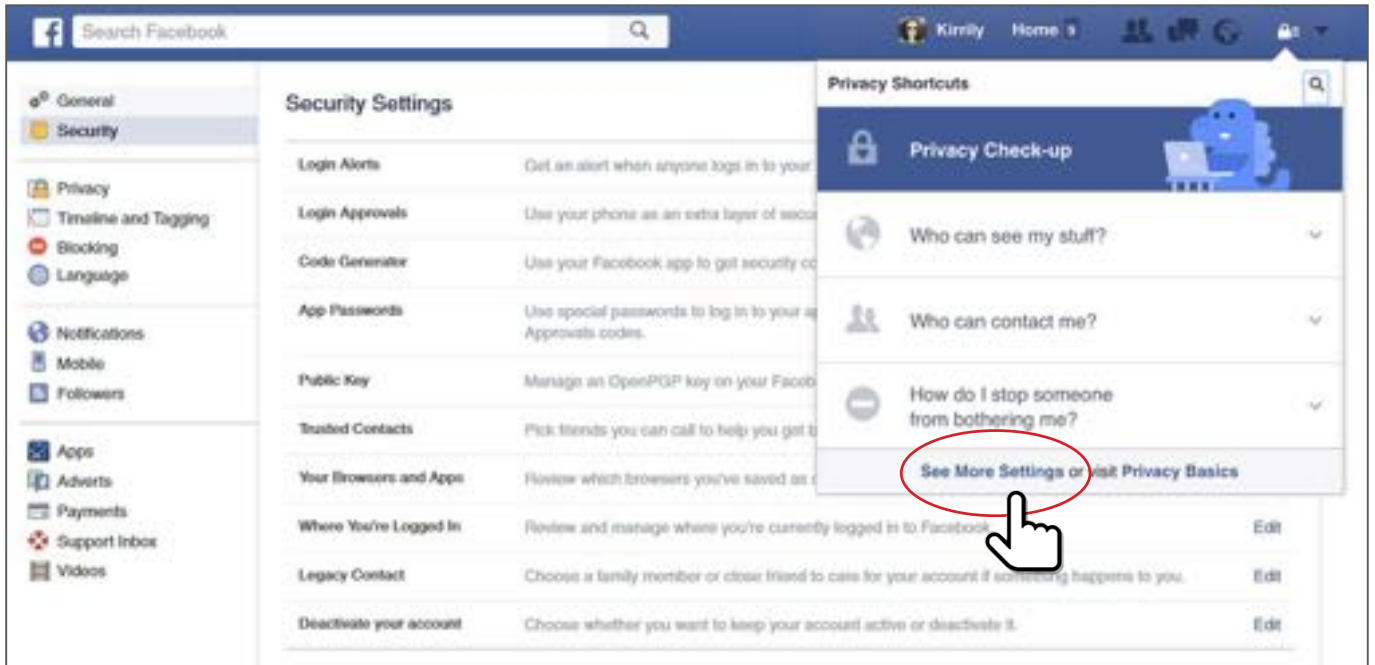 f
Search Facebook
Kirrily
Home
General
Security
Privacy
Timeline and Tagging
Blocking
Language
Notifications
Mobile
Followers
Apps
Adverts
Payments
Support Inbox
Videos
Security Settings
Login Alerts Get an alert when anyone logs in to your
Login Approvals Use your phone as an extra layer of
Code Generator Use your Facebook app to get security
App Passwords Use special passwords to log in to your
Approvals codes.
Public Key Manage an OpenPGP key on your
Trusted Contacts Pick friends you can call to help you get
Your Browsers and Apps Review which browsers you've saved as
Where You're Logged In Review and manage where you're currently logged in to Facebook. Edit
Legacy Contact Choose a family member or close friend to care for your account if something happens to you. Edit
Deactivate your account Choose whether you want to keep your account active or deactivate it. Edit
Privacy Shortcuts
Privacy Check-up
Who can see my stuff?
Who can contact me?
How do I stop someone
from bothering me?
See More Settings or visit Privacy Basics